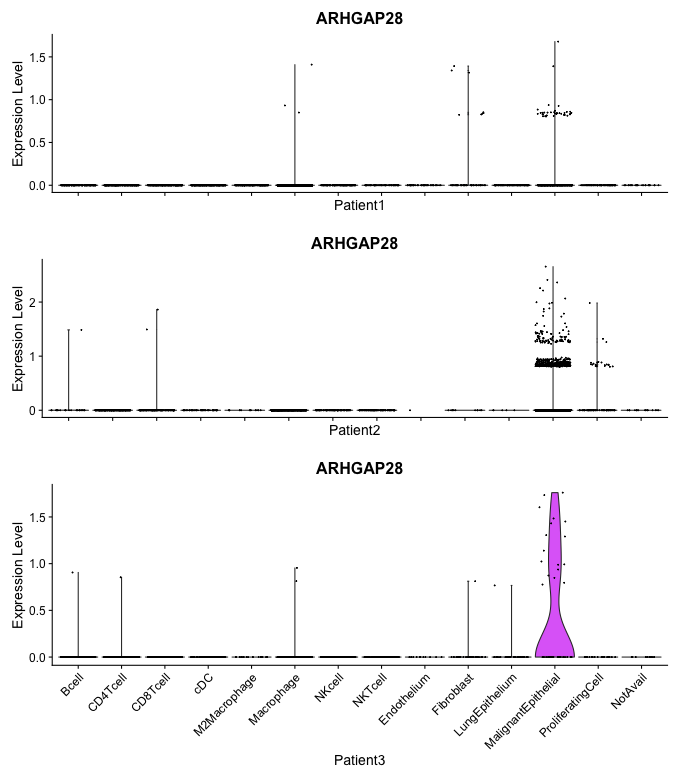 ARHGAP28
Expression Level
1.5
1.0
0.5
0.0
Patient1
ARHGAP28
Expression Level
2
1
0
Patient2
ARHGAP28
Expression Level
1.5
1.0
0.5
0.0
Bcell
CD4Tcell
CD8Tcell
cDC
M2Macrophage
Macrophage
NKcell
NKTcell
Endothelium
Fibroblast
LungEpithelium
MalignantEpithelial
ProliferatingCell
NotAvail
Patient3